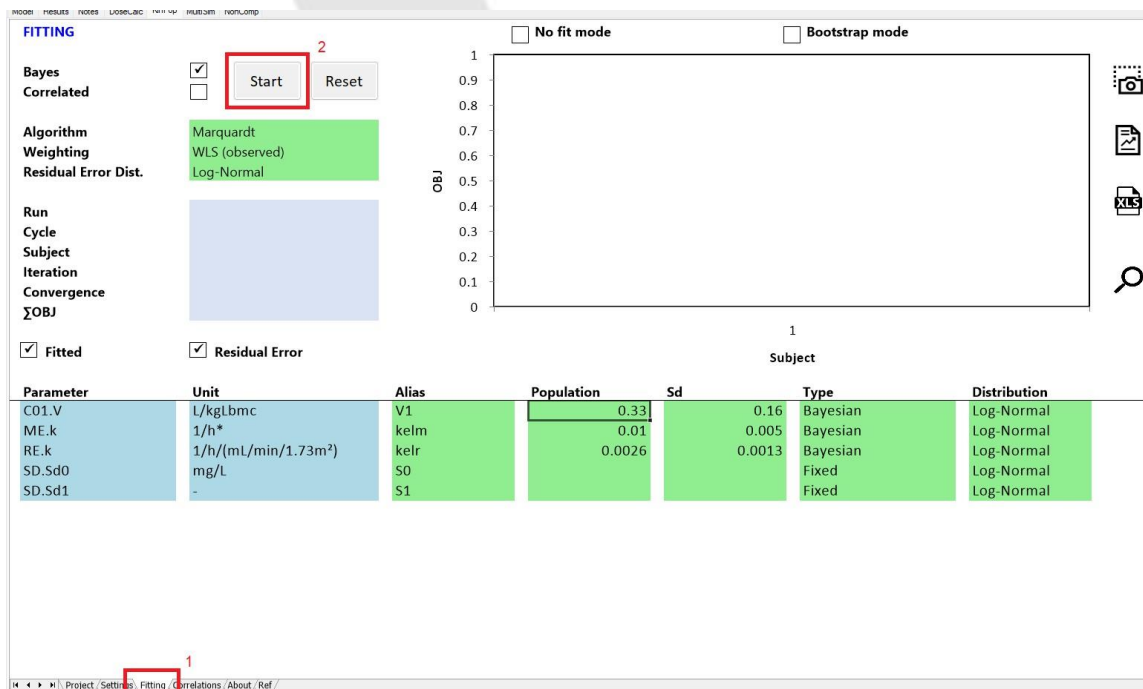 Model Results Notes DoseCalc KinPop MultiSim NonComp
FITTING
No fit mode
Bootstrap mode
2
Bayes
Start
Reset
Correlated
Algorithm Marquardt
Weighting WLS (observed)
Residual Error Dist. Log-Normal
Run
Cycle
Subject
Iteration
Convergence
∑OBJ
OBJ
1
0.9
0.8
0.7
0.6
0.5
0.4
0.3
0.2
0.1
0
1
Subject
XLS
Fitted
Residual Error
Parameter Unit Alias Population Sd Type Distribution
C01.V L/kgLbmc V1 0.33 0.16 Bayesian Log-Normal
ME.k 1/h* kelm 0.01 0.005 Bayesian Log-Normal
RE.k 1/h/(mL/min/1.73m²) kelr 0.0026 0.0013 Bayesian Log-Normal
SD.Sd0 mg/L S0 Fixed Log-Normal
SD.Sd1 - S1 Fixed Log-Normal
1
Project / Settings \ Fitting / Correlations / About / Ref /